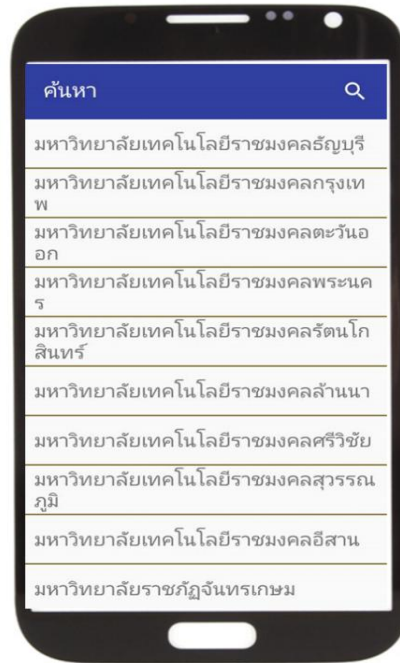 ค้นหา
มหาวิทยาลัยเทคโนโลยีราชมงคลธัญบุรี
มหาวิทยาลัยเทคโนโลยีราชมงคลกรุงเท
พ
มหาวิทยาลัยเทคโนโลยีราชมงคลตะวันอ
อก
มหาวิทยาลัยเทคโนโลยีราชมงคลพระนค
ร
มหาวิทยาลัยเทคโนโลยีราชมงคลรัตนโก
สินทร์
มหาวิทยาลัยเทคโนโลยีราชมงคลล้านนา
มหาวิทยาลัยเทคโนโลยีราชมงคลศรีวิชัย
มหาวิทยาลัยเทคโนโลยีราชมงคลสุวรรณ
ภูมิ
มหาวิทยาลัยเทคโนโลยีราชมงคลอีสาน
มหาวิทยาลัยราชภัฏจันทรเกษม